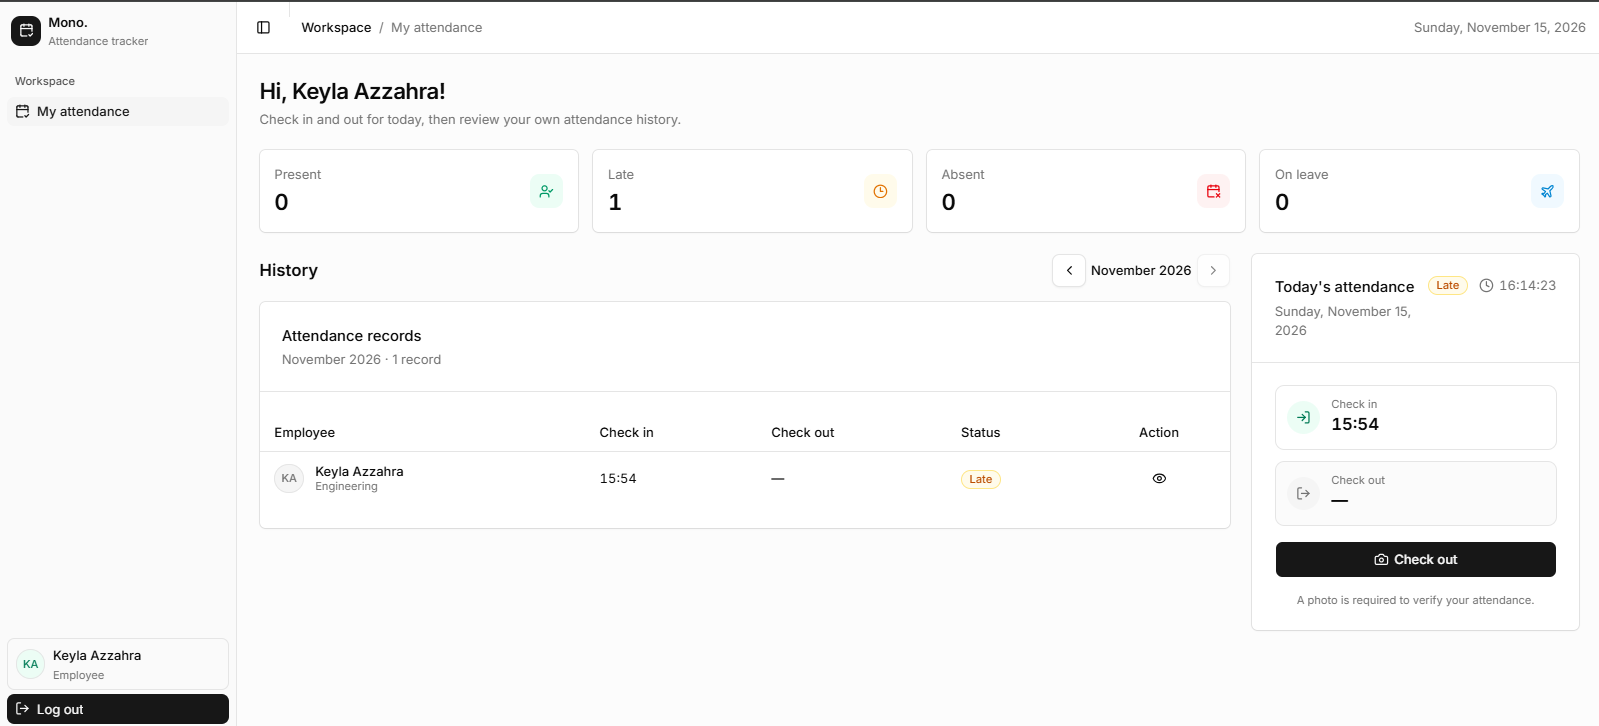 Mono.
Attendance tracker
Workspace
My attendance
Keyla Azzahra
KA
Employee
Log out
Workspace / My attendance
Sunday, November 15, 2026
Hi, Keyla Azzahra!
Check in and out for today, then review your own attendance history.
Present
0
Late
1
Absent
0
On leave
0
History
November 2026
Attendance records
November 2026 · 1 record
Employee Check in Check out Status Action
KA Keyla Azzahra 15:54 — Late
Engineering
Today's attendance Late 16:14:23
Sunday, November 15,
2026
Check in
15:54
Check out
—
Check out
A photo is required to verify your attendance.